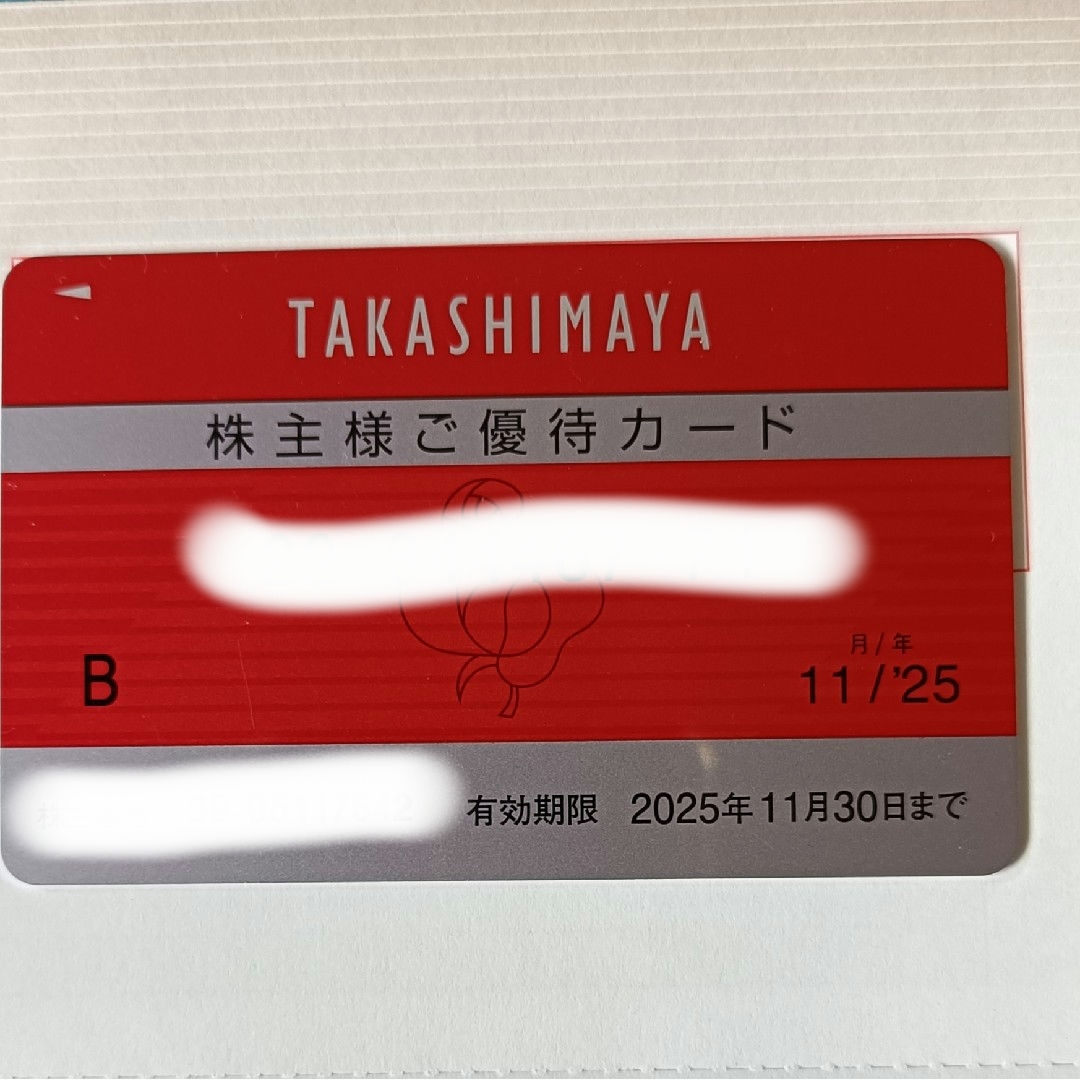 TAKASHIMAYA
株主様ご優待カード
月/年
B 11/'25
有効期限 2025年11月30日まで